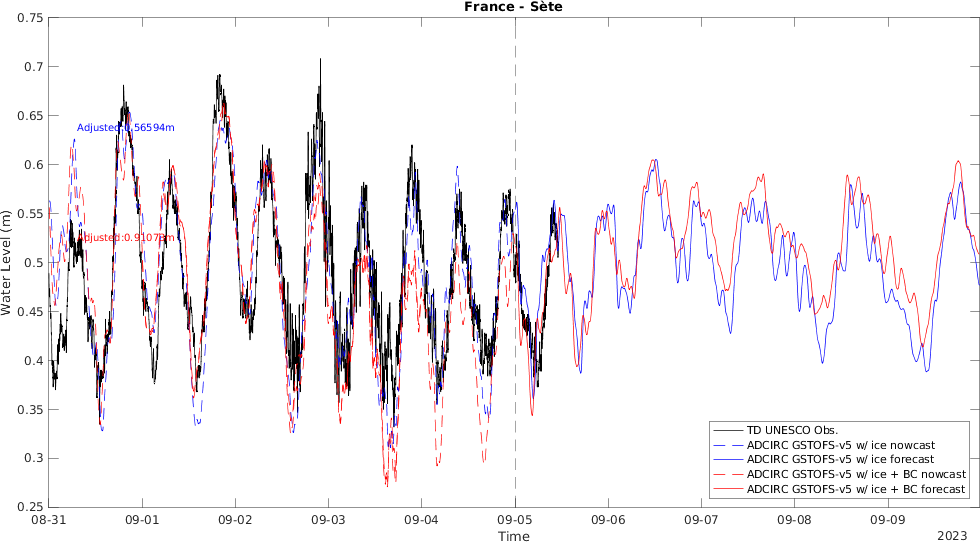 France - Sète
0.75
0.7
0.65
0.6
0.55
0.5
0.45
0.4
0.35
0.3
0.25
Water Level (m)
Adjusted:0.56594m
TD UNESCO Obs.
ADCIRC GSTOFS-v5 w/ ice nowcast
ADCIRC GSTOFS-v5 w/ ice forecast
ADCIRC GSTOFS-v5 w/ ice + BC nowcast
ADCIRC GSTOFS-v5 w/ ice + BC forecast
08-31 09-01 09-02 09-03 09-04 09-05 09-06 09-07 09-08 09-09
Time
2023